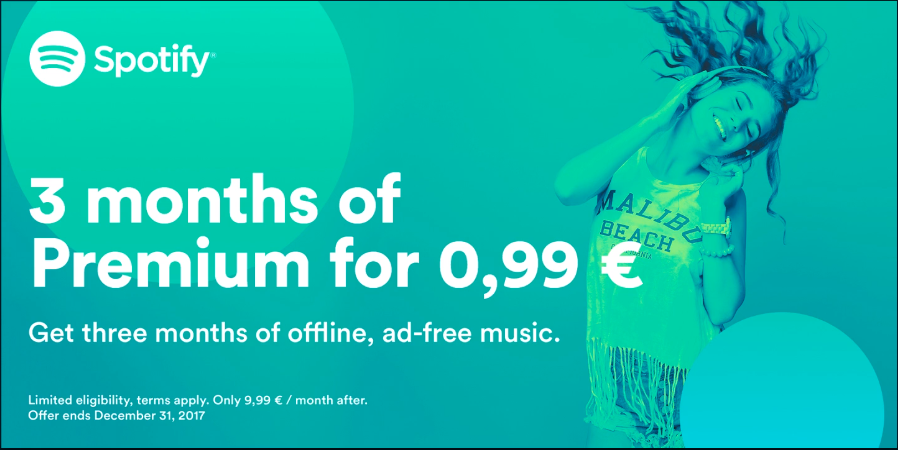 Spotify®
3 months of
Premium for 0,99 €
MALIBU
BEACH
Get three months of offline, ad-free music.
Limited eligibility, terms apply. Only 9,99 € / month after.
Offer ends December 31, 2017